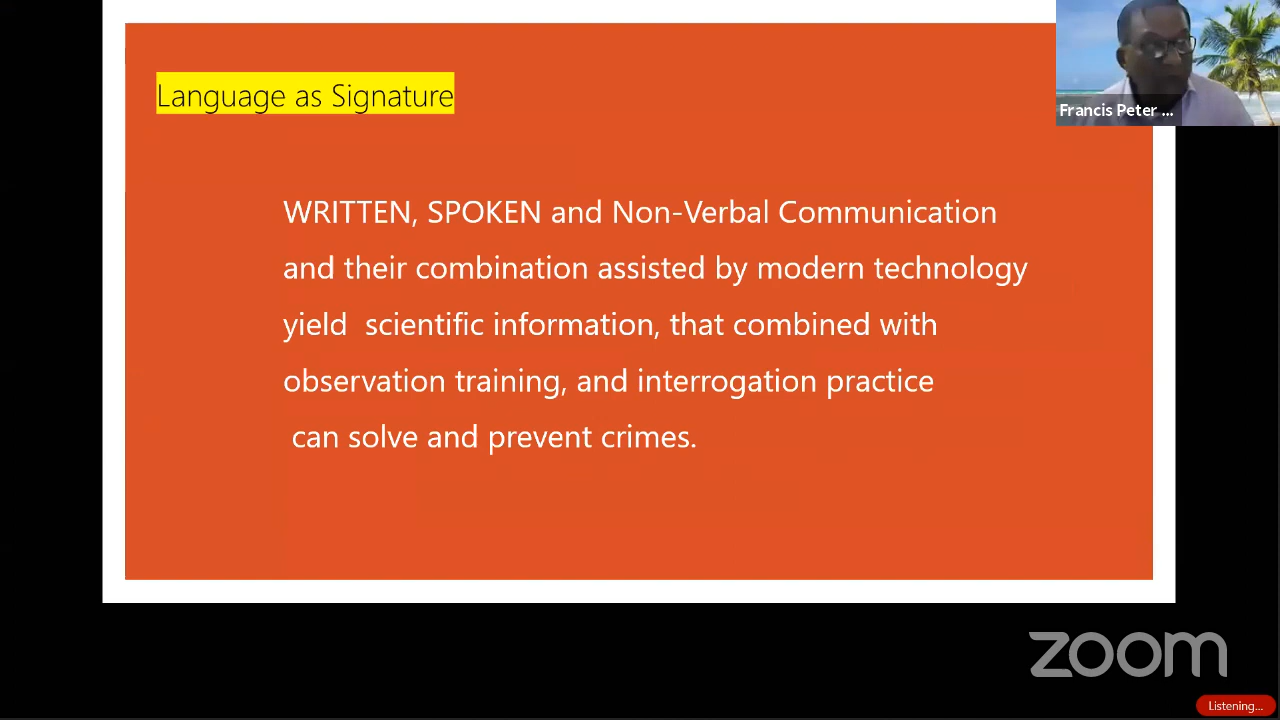 Language as Signature
Francis Peter ...
WRITTEN, SPOKEN and Non-Verbal Communication
and their combination assisted by modern technology
yield scientific information, that combined with
observation training, and interrogation practice
can solve and prevent crimes.
zoom
Listening...